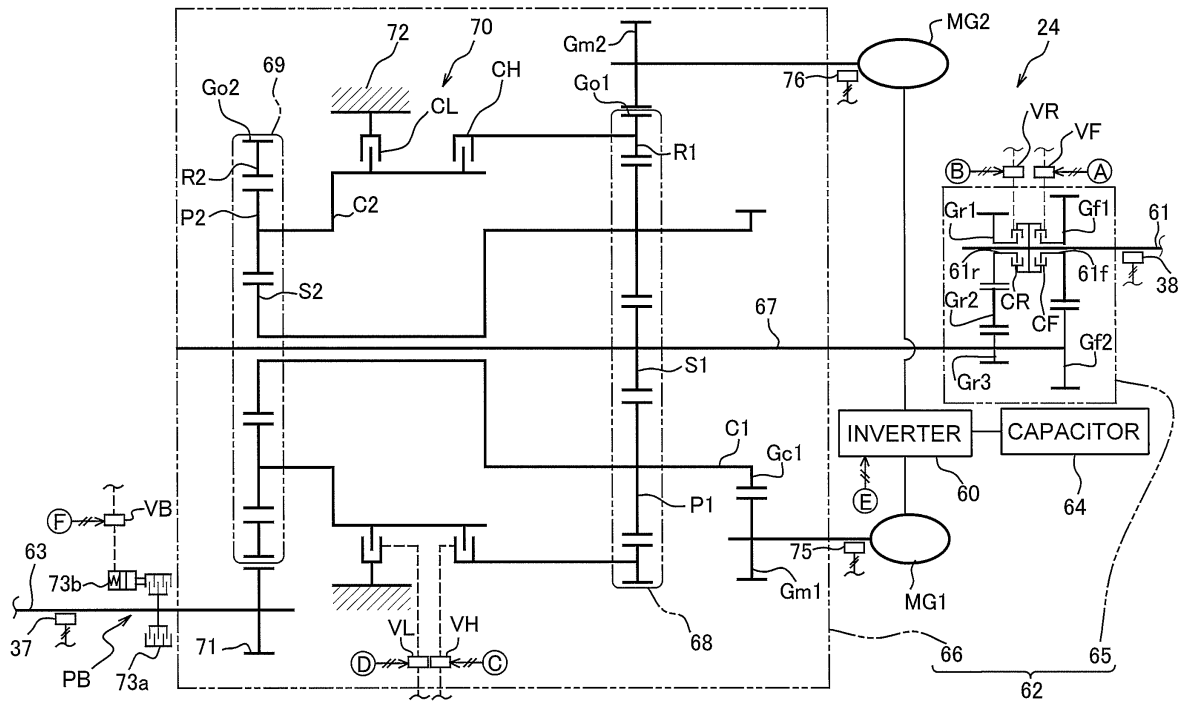 72
70
Gm2
MG2
24
69
Go2
CH
Go1
76
CL
VR
VF
B
A
R2
R1
P2
C2
Gr1
Gf1
61
61r
61f
38
S2
Gr2
CR
CF
67
S1
Gf2
Gr3
C1
Gc1
INVERTER
CAPACITOR
P1
E
60
64
F
VB
63
73b
75
Gm1
MG1
37
71
VL
VH
68
PB
73a
D
C
66
65
62